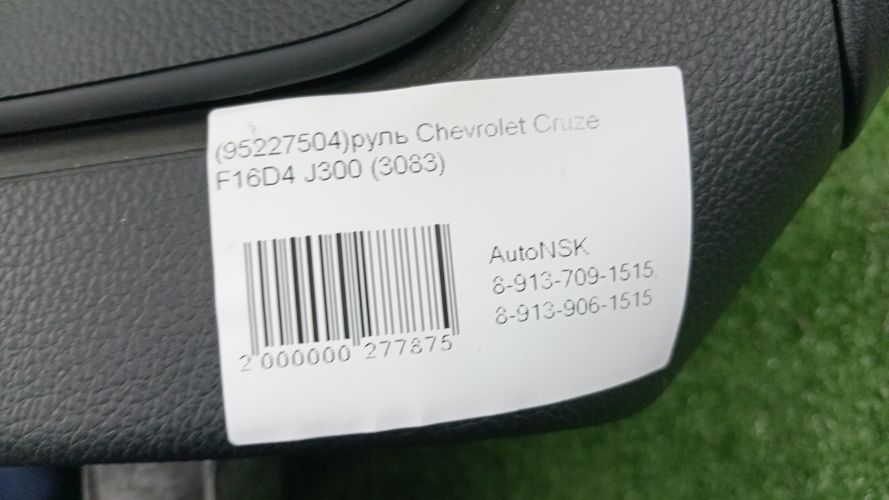 (95227504)руль Chevrolet Cruze
F16D4 J300 (3083)
AutoNSK
8-913-709-1515
8-913-906-1515
2 000000 277875